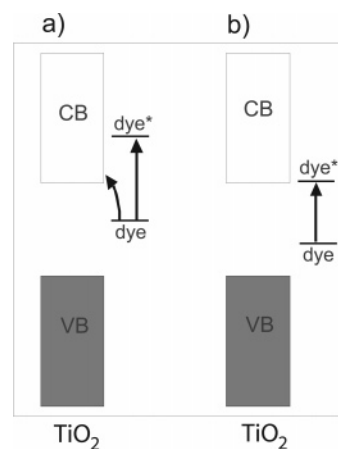 a) b)
CB CB
dye*
dye*
dye
dye
VB VB
TiO₂ TiO₂